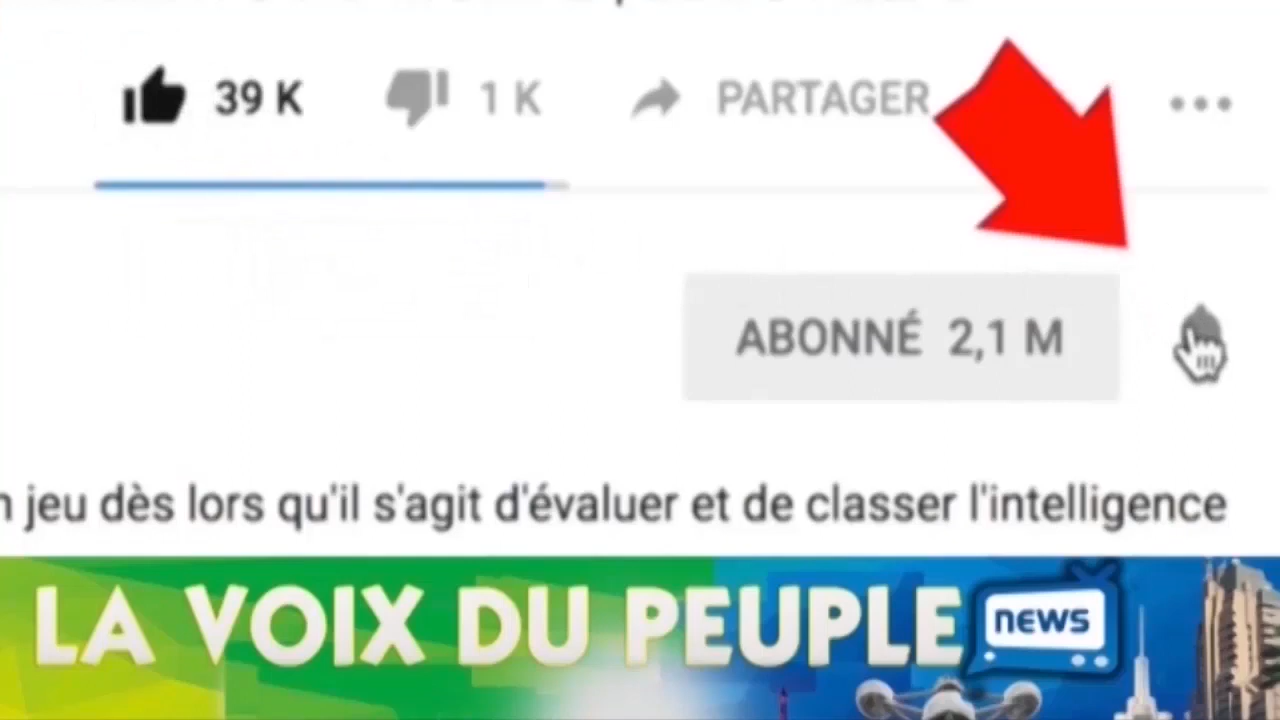 39 K 1 K PARTAGER
ABONNÉ 2,1 M
jeu dès lors qu'il s'agit d'évaluer et de classer l'intelligence
LA VOIX DU PEUPLE NEWS